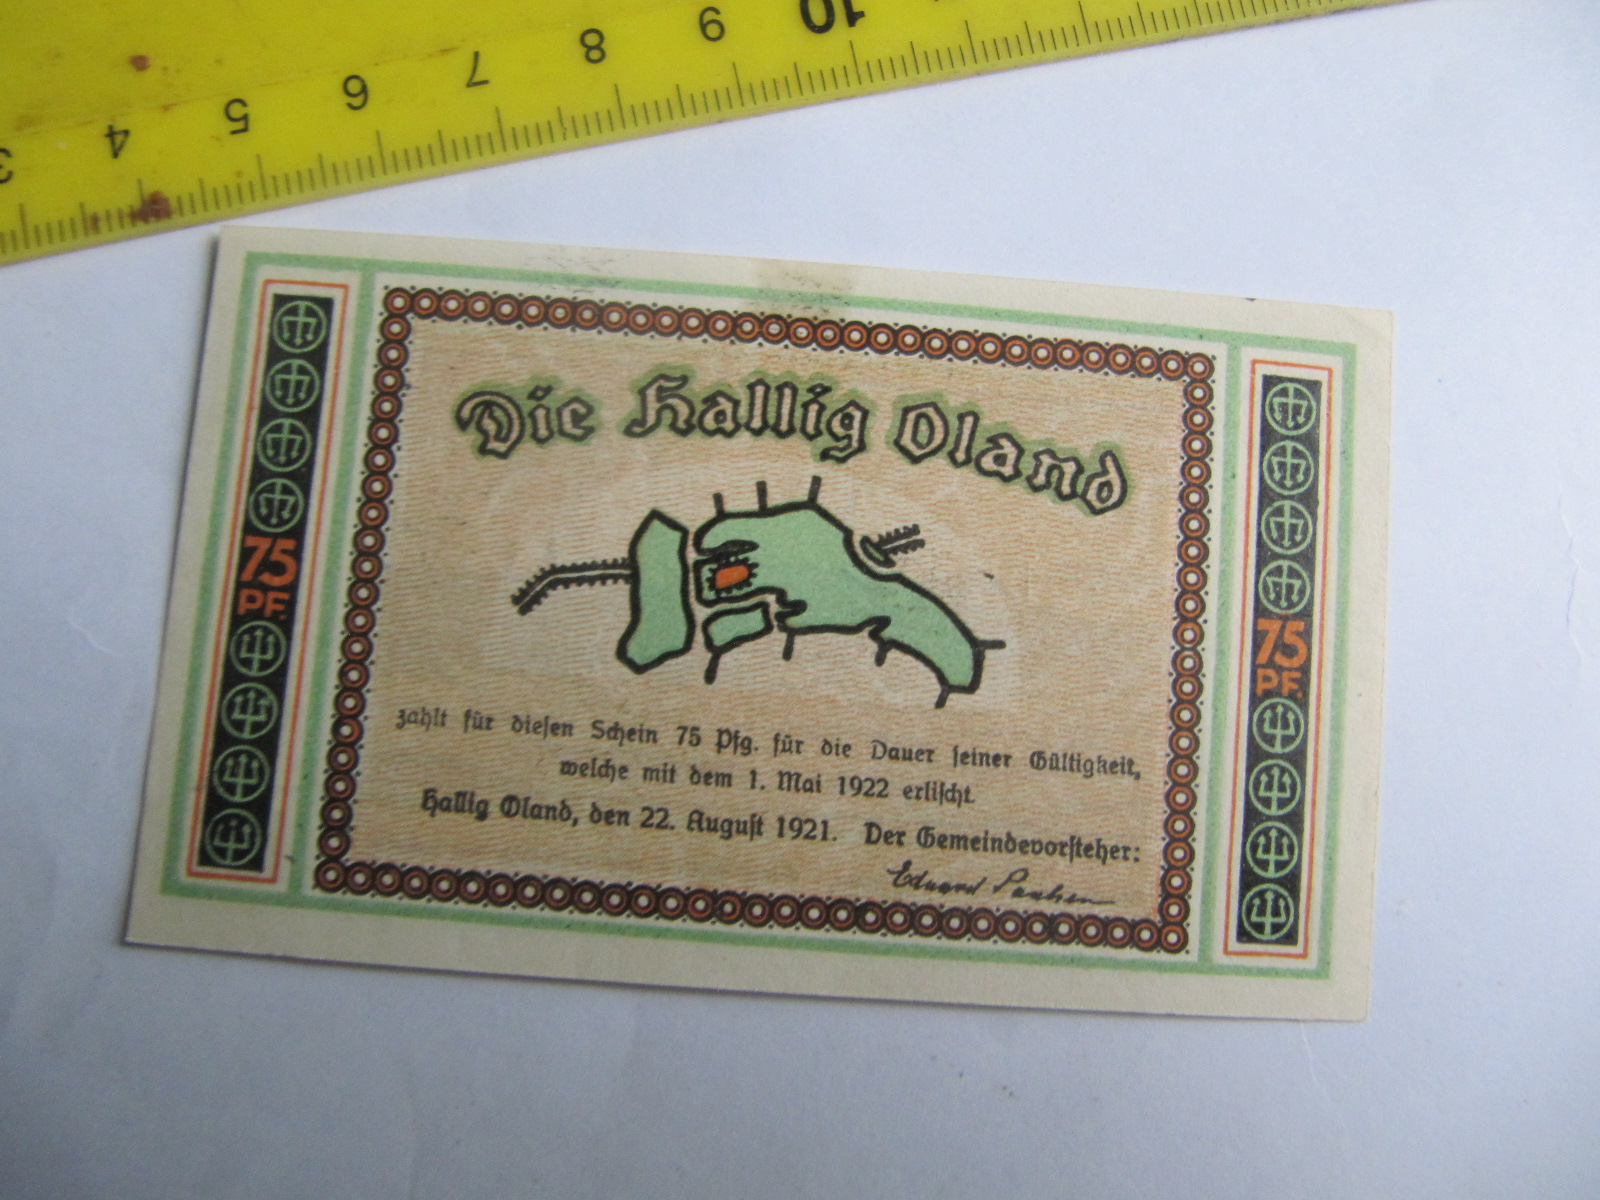 3 4 5 6 7 8 9 10
Die Hallig Oland
75
PF.
75
PF.
zahlt für diesen Schein 75 Pfg. für die Dauer seiner Gültigkeit,
welche mit dem 1. Mai 1922 erlischt.
Hallig Oland, den 22. August 1921. Der Gemeindevorsteher:
Eduard